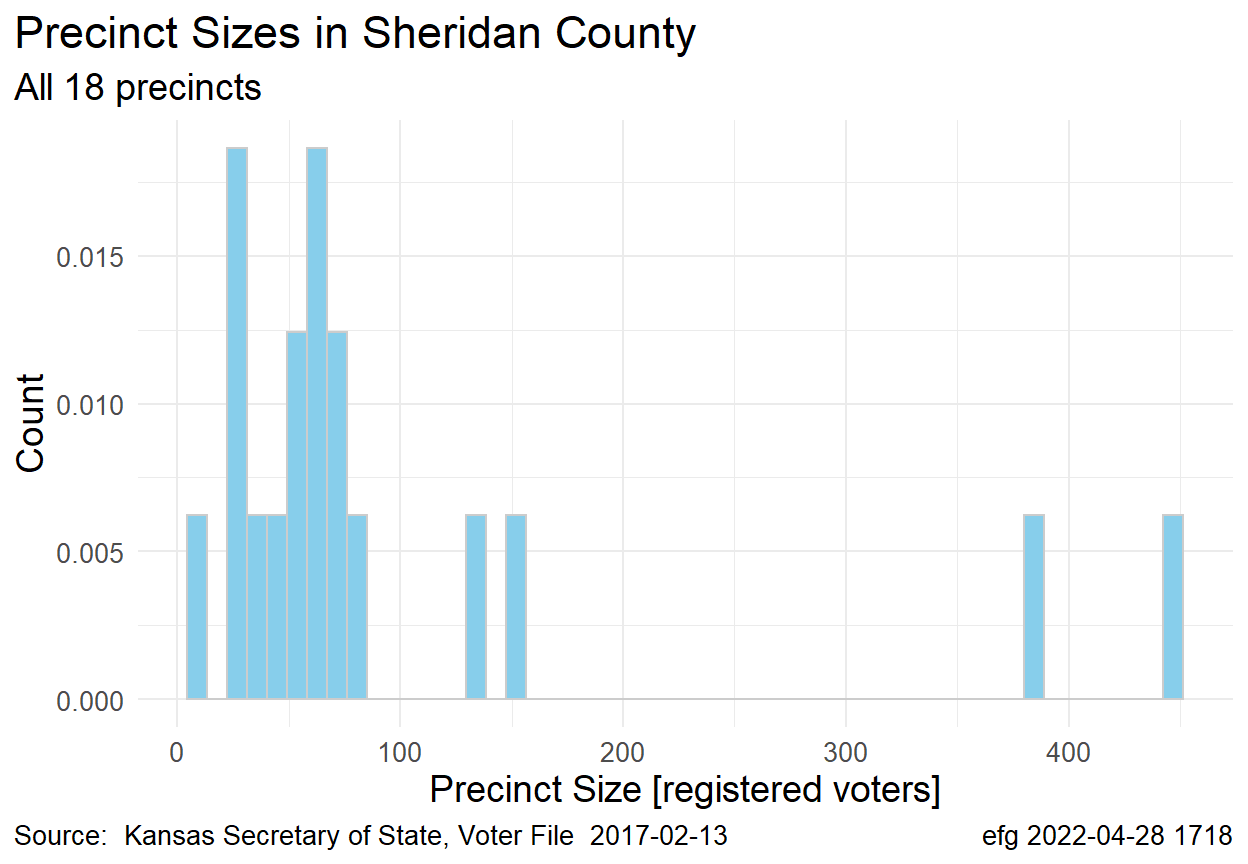 Precinct Sizes in Sheridan County
All 18 precincts
0.015
0.010
0.005
0.000
Count
0 100 200 300 400
Precinct Size [registered voters]
Source:  Kansas Secretary of State, Voter File  2017-02-13 efg 2022-04-28 1718